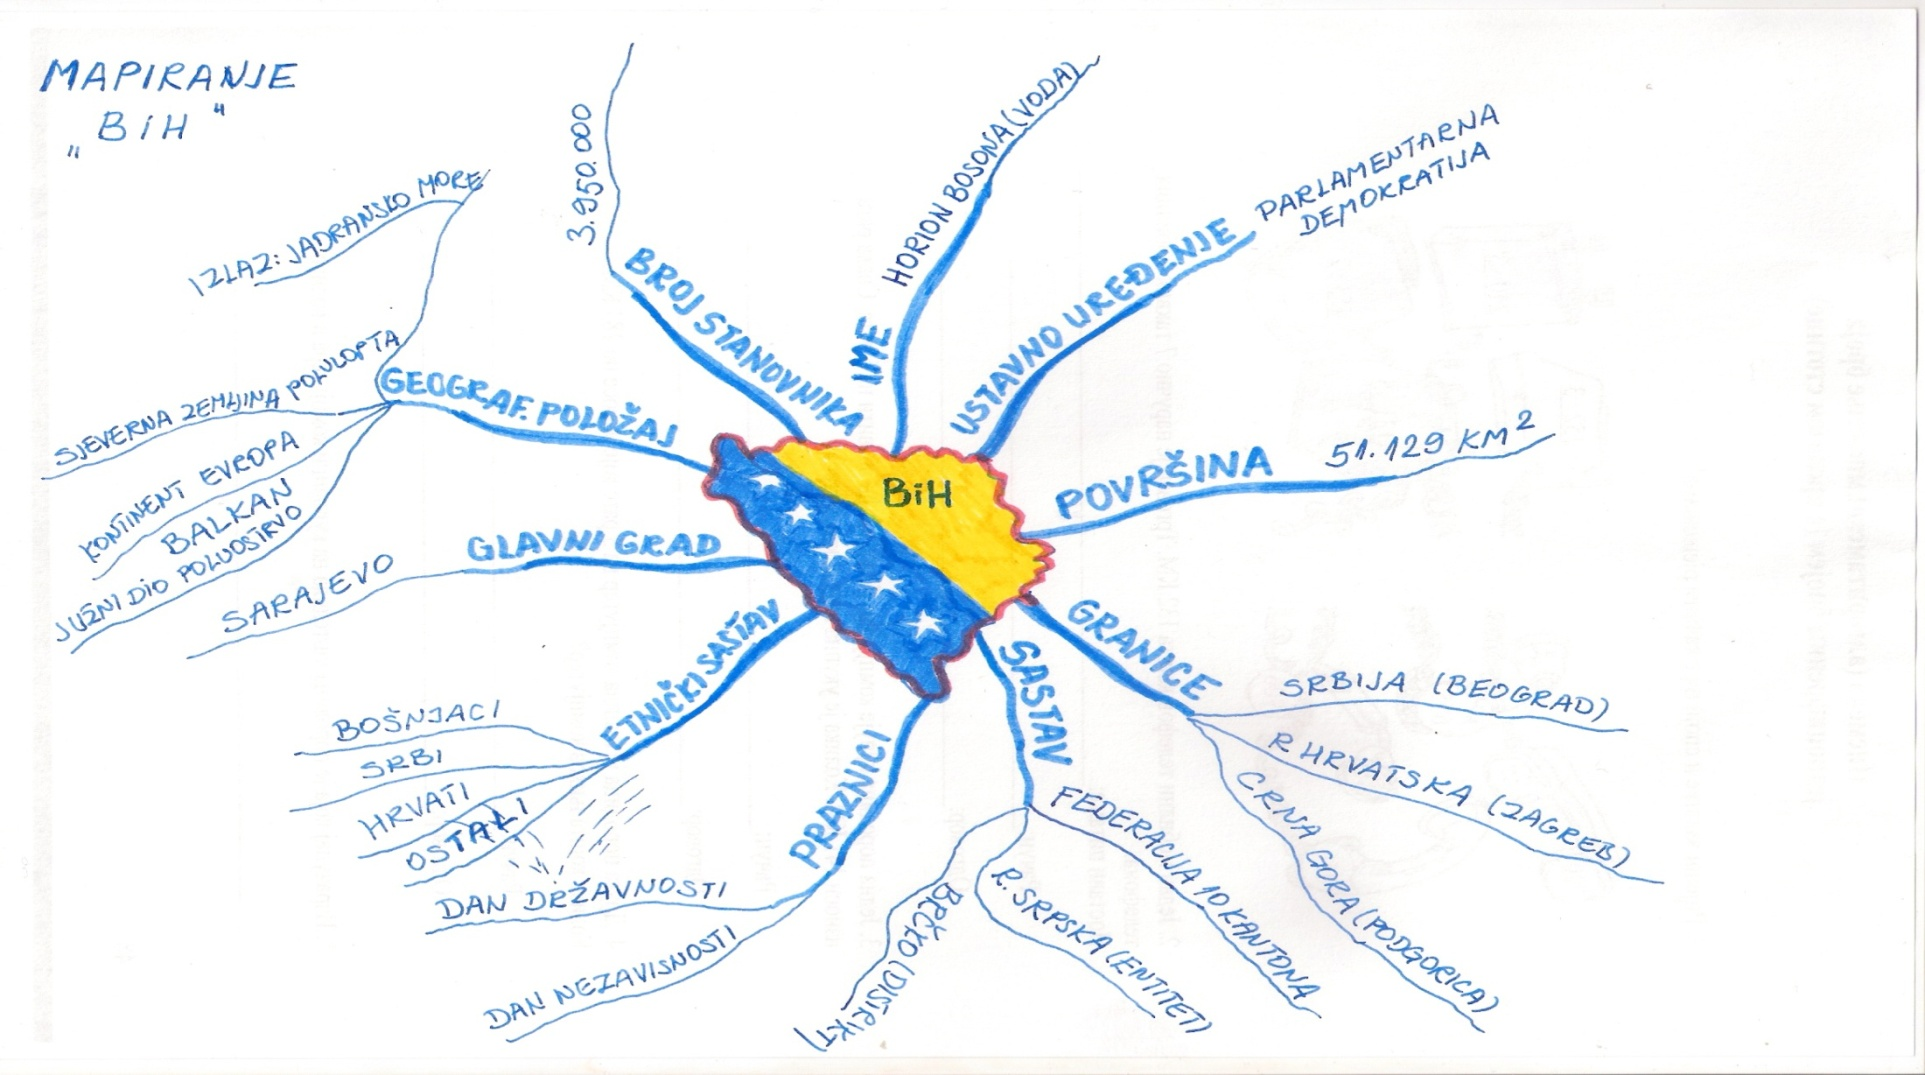 MAPIRANJE
„BiH"
BiH
IME
HORION BOSONA (VODA)
USTAVNO UREĐENJE
PARLAMENTARNA
DEMOKRATIJA
POVRŠINA
51.129 KM²
GRANICE
SRBIJA (BEOGRAD)
R. HRVATSKA (ZAGREB)
CRNA GORA (PODGORICA)
SASTAV
FEDERACIJA 10 KANTONA
R. SRPSKA (ENTITET)
BRČKO (DISTRIKT)
PRAZNICI
DAN DRŽAVNOSTI
DAN NEZAVISNOSTI
ETNIČKI SASTAV
BOŠNJACI
SRBI
HRVATI
OSTALI
GLAVNI GRAD
SARAJEVO
GEOGRAF. POLOŽAJ
IZLAZ: JADRANSKO MORE
SJEVERNA ZEMLJINA POLULOPTA
KONTINENT EVROPA
BALKAN
JUŽNI DIO POLUOSTRVO
BROJ STANOVNIKA
3.950.000